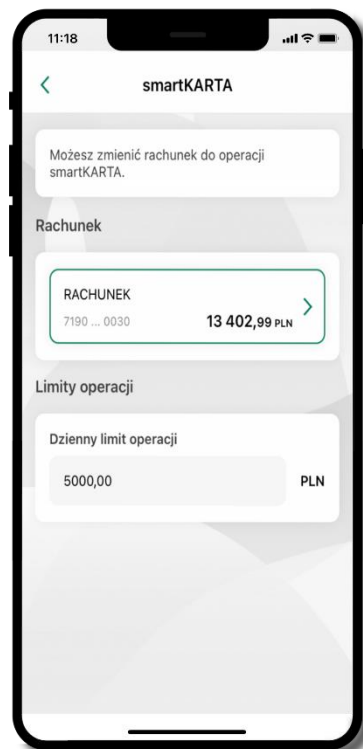 11:18
smartKARTA
Możesz zmienić rachunek do operacji
smartKARTA.
Rachunek
RACHUNEK
7190 ... 0030 13 402,99 PLN
Limity operacji
Dzienny limit operacji
5000,00 PLN